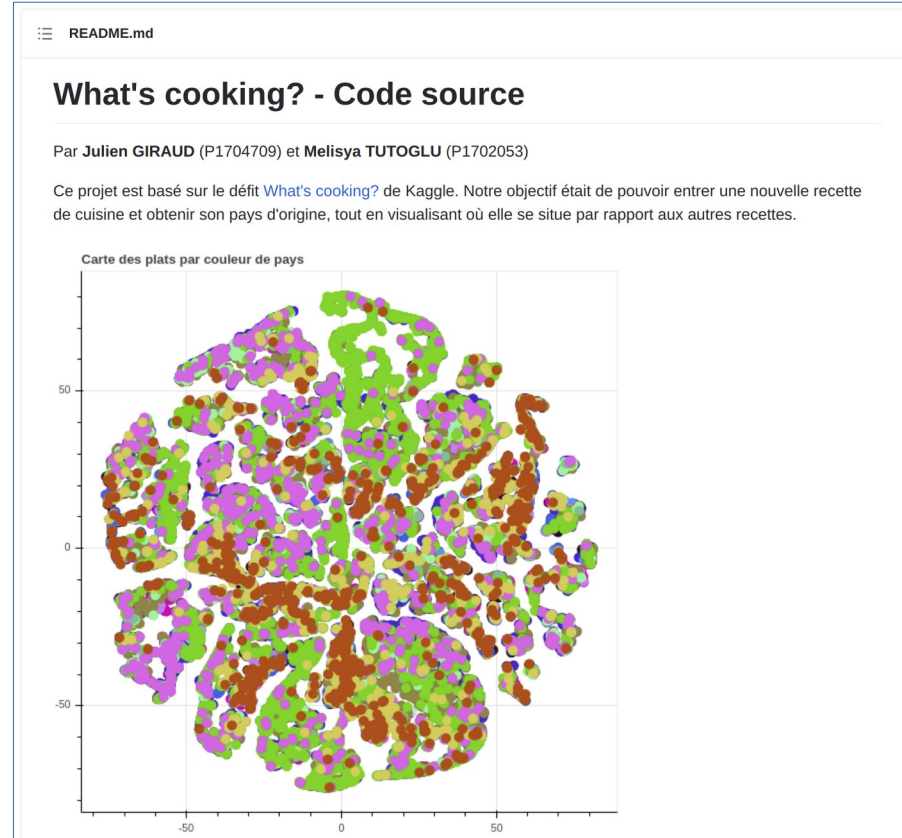 README.md
What's cooking? - Code source
Par Julien GIRAUD (P1704709) et Melisya TUTOGLU (P1702053)
Ce projet est basé sur le défit What's cooking? de Kaggle. Notre objectif était de pouvoir entrer une nouvelle recette
de cuisine et obtenir son pays d'origine, tout en visualisant où elle se situe par rapport aux autres recettes.
Carte des plats par couleur de pays
50
0
-50
-50
0
50